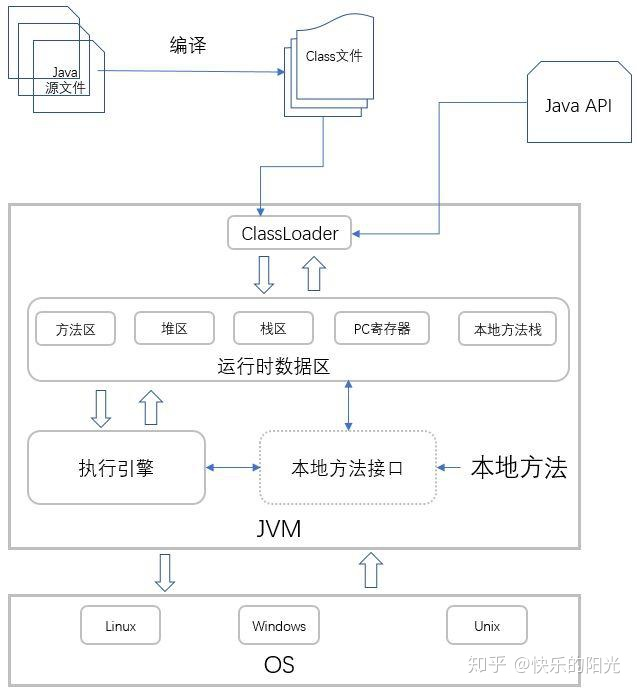 编译
Java
源文件
Class文件
Java API
ClassLoader
方法区
堆区
栈区
PC寄存器
本地方法栈
运行时数据区
执行引擎
本地方法接口
本地方法
JVM
Linux
Windows
Unix
OS
知乎 @快乐的阳光